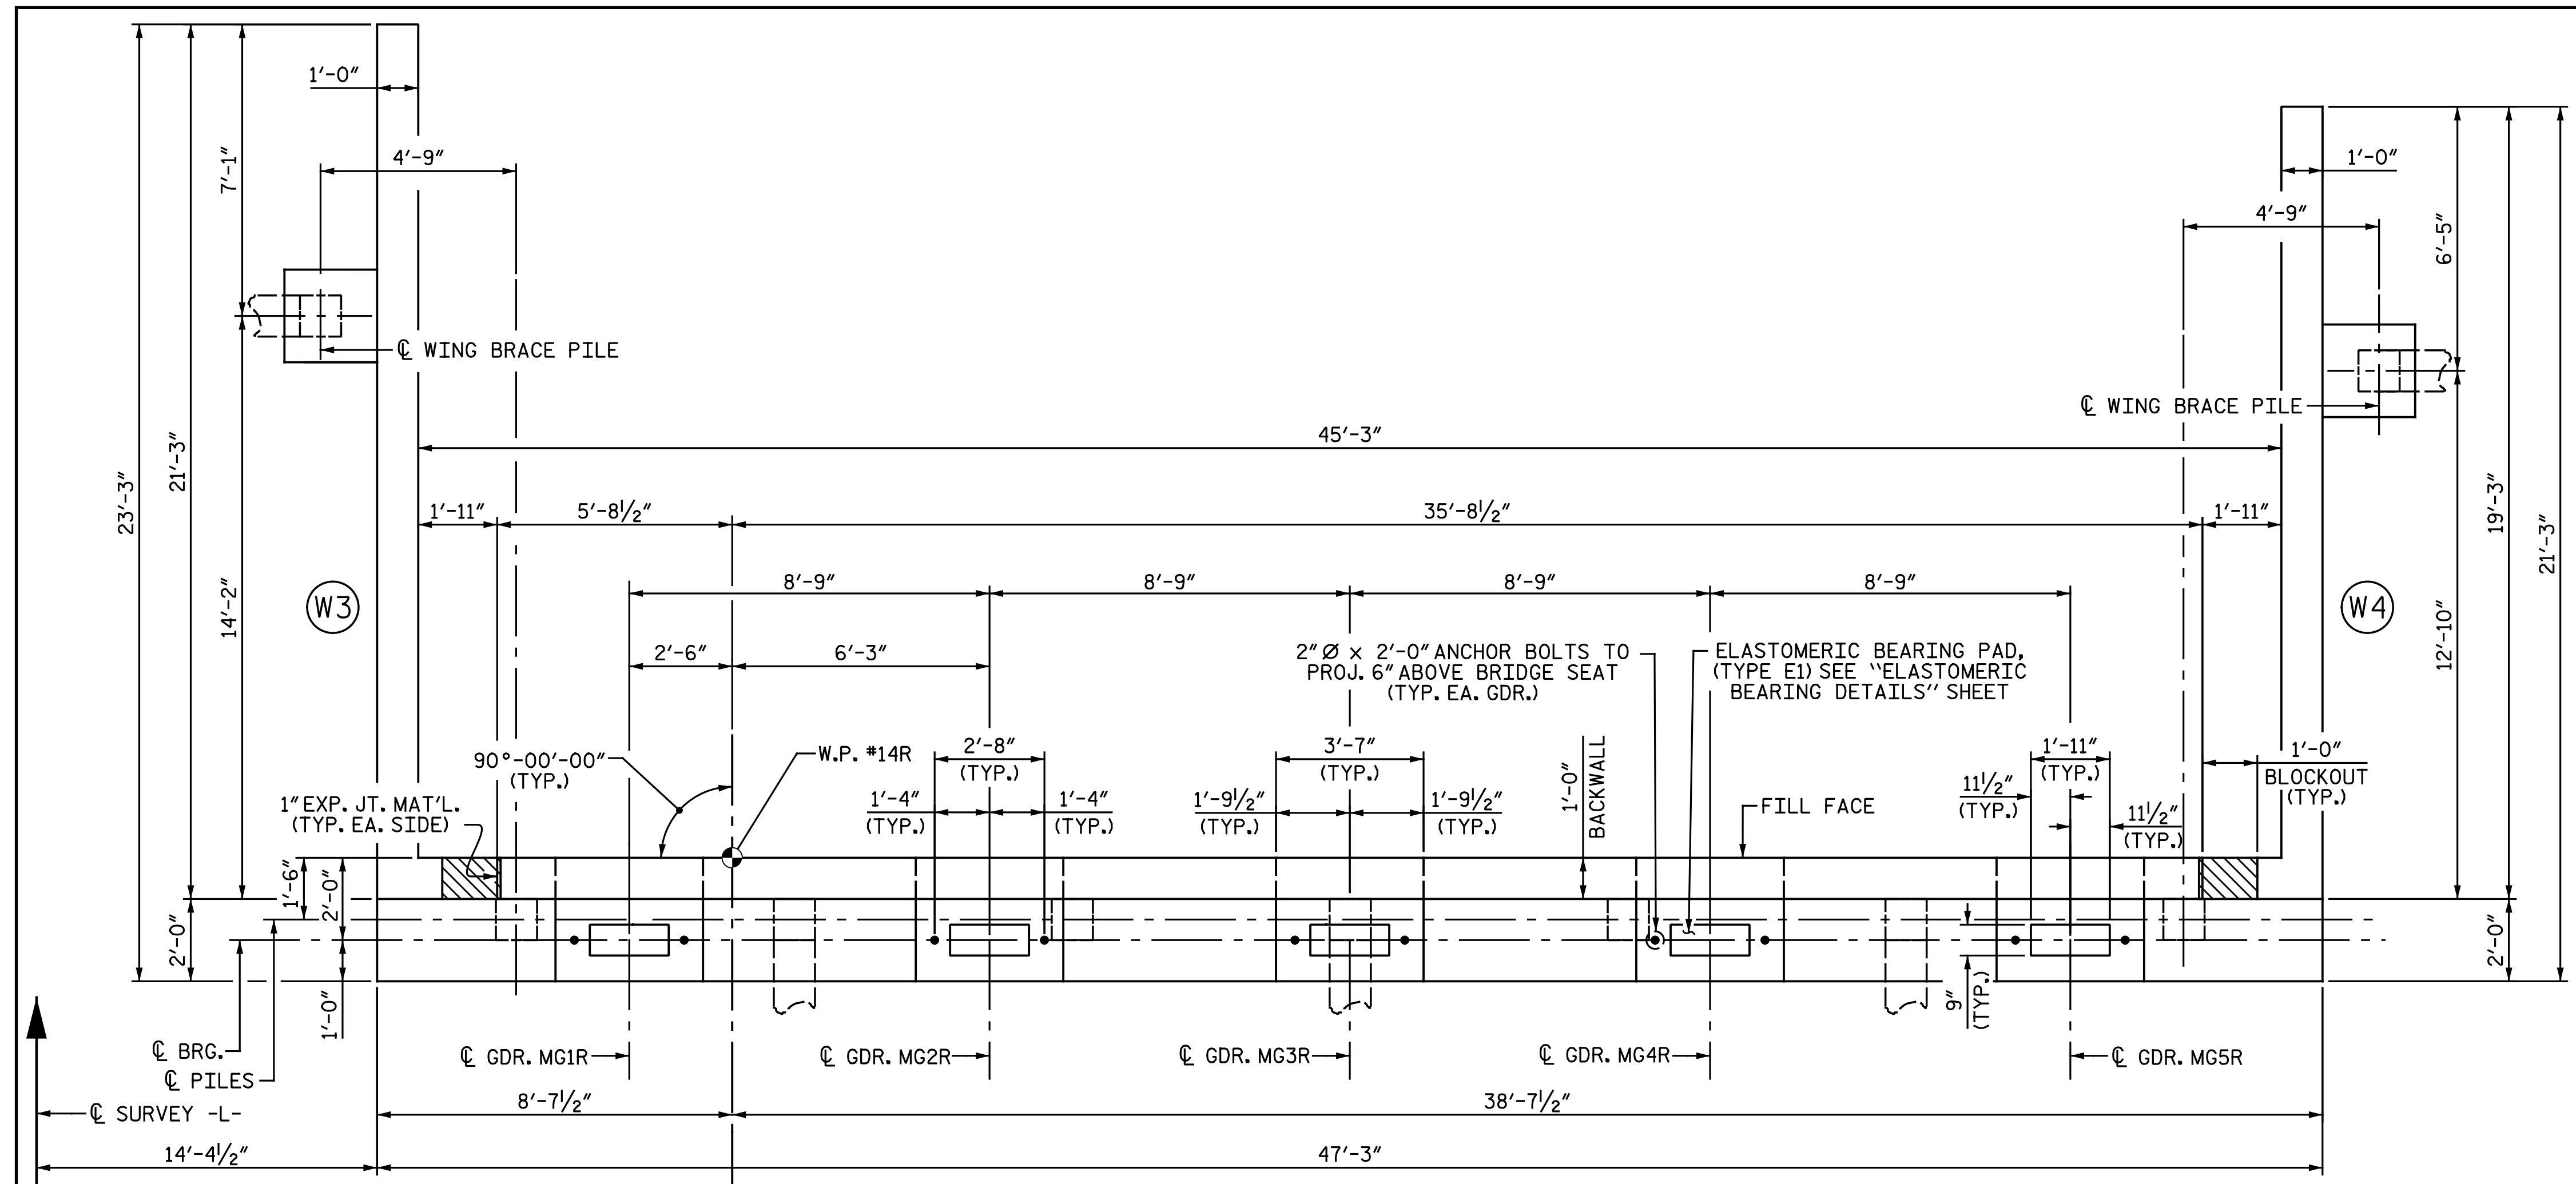 1'-0"
4'-9"
7'-1"
1'-0"
4'-9"
6'-5"
℄ WING BRACE PILE
℄ WING BRACE PILE
45'-3"
23'-3"
21'-3"
14'-2"
1'-11"
5'-8½"
35'-8½"
1'-11"
19'-3"
21'-3"
12'-10"
W3
8'-9"
8'-9"
8'-9"
8'-9"
W4
2'-6"
6'-3"
2"Ø x 2'-0" ANCHOR BOLTS TO
PROJ. 6" ABOVE BRIDGE SEAT
(TYP. EA. GDR.)
ELASTOMERIC BEARING PAD,
(TYPE E1) SEE "ELASTOMERIC
BEARING DETAILS" SHEET
90°-00'-00"
(TYP.)
W.P. #14R
2'-8"
(TYP.)
3'-7"
(TYP.)
1'-0"
BACKWALL
1'-11"
(TYP.)
1'-0"
BLOCKOUT
(TYP.)
1" EXP. JT. MAT'L.
(TYP. EA. SIDE)
1'-4"
(TYP.)
1'-4"
(TYP.)
1'-9½"
(TYP.)
1'-9½"
(TYP.)
FILL FACE
11½"
(TYP.)
11½"
(TYP.)
1'-6"
2'-0"
2'-0"
1'-0"
9"
(TYP.)
2'-0"
℄ BRG.
℄ PILES
℄ SURVEY -L-
℄ GDR. MG1R
℄ GDR. MG2R
℄ GDR. MG3R
℄ GDR. MG4R
℄ GDR. MG5R
8'-7½"
38'-7½"
14'-4½"
47'-3"